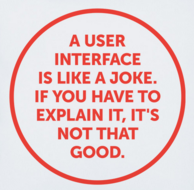 A USER
INTERFACE
IS LIKE A JOKE.
IF YOU HAVE TO
EXPLAIN IT, IT'S
NOT THAT
GOOD.